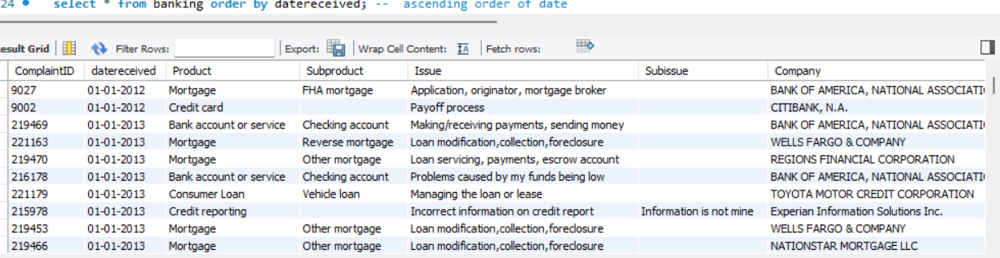 24 select * from banking order by datereceived; -- ascending order of date
Result Grid Filter Rows: Export: Wrap Cell Content: Fetch rows:
ComplaintID datereceived Product Subproduct Issue Subissue Company
9027 01-01-2012 Mortgage FHA mortgage Application, originator, mortgage broker BANK OF AMERICA, NATIONAL ASSOCIATI
9002 01-01-2012 Credit card Payoff process CITIBANK, N.A.
219469 01-01-2013 Bank account or service Checking account Making/receiving payments, sending money BANK OF AMERICA, NATIONAL ASSOCIATI
221163 01-01-2013 Mortgage Reverse mortgage Loan modification,collection,foreclosure WELLS FARGO & COMPANY
219470 01-01-2013 Mortgage Other mortgage Loan servicing, payments, escrow account REGIONS FINANCIAL CORPORATION
216178 01-01-2013 Bank account or service Checking account Problems caused by my funds being low BANK OF AMERICA, NATIONAL ASSOCIATI
221179 01-01-2013 Consumer Loan Vehicle loan Managing the loan or lease TOYOTA MOTOR CREDIT CORPORATION
215978 01-01-2013 Credit reporting Incorrect information on credit report Information is not mine Experian Information Solutions Inc.
219453 01-01-2013 Mortgage Other mortgage Loan modification,collection,foreclosure WELLS FARGO & COMPANY
219466 01-01-2013 Mortgage Other mortgage Loan modification,collection,foreclosure NATIONSTAR MORTGAGE LLC